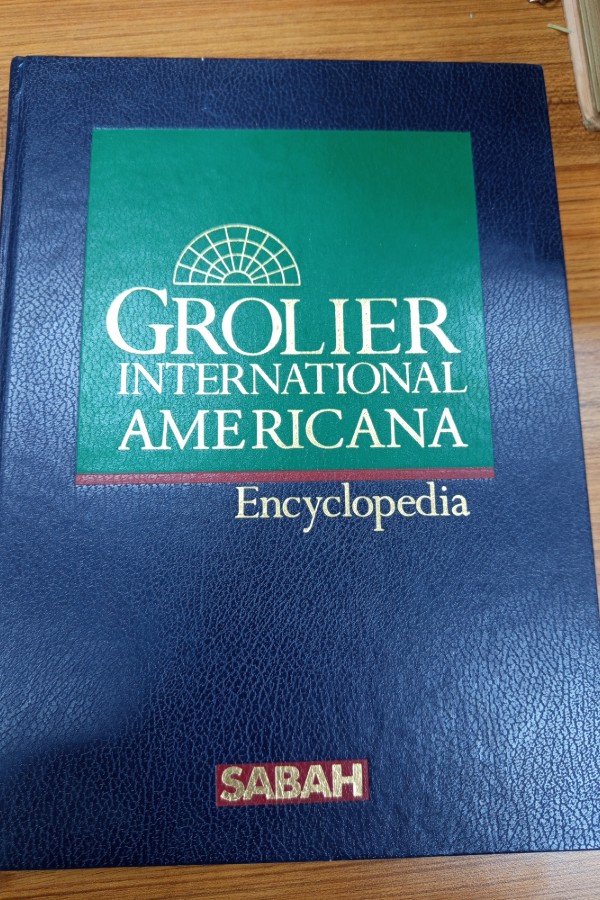 GROLIER
INTERNATIONAL
AMERICANA
Encyclopedia
SABAH